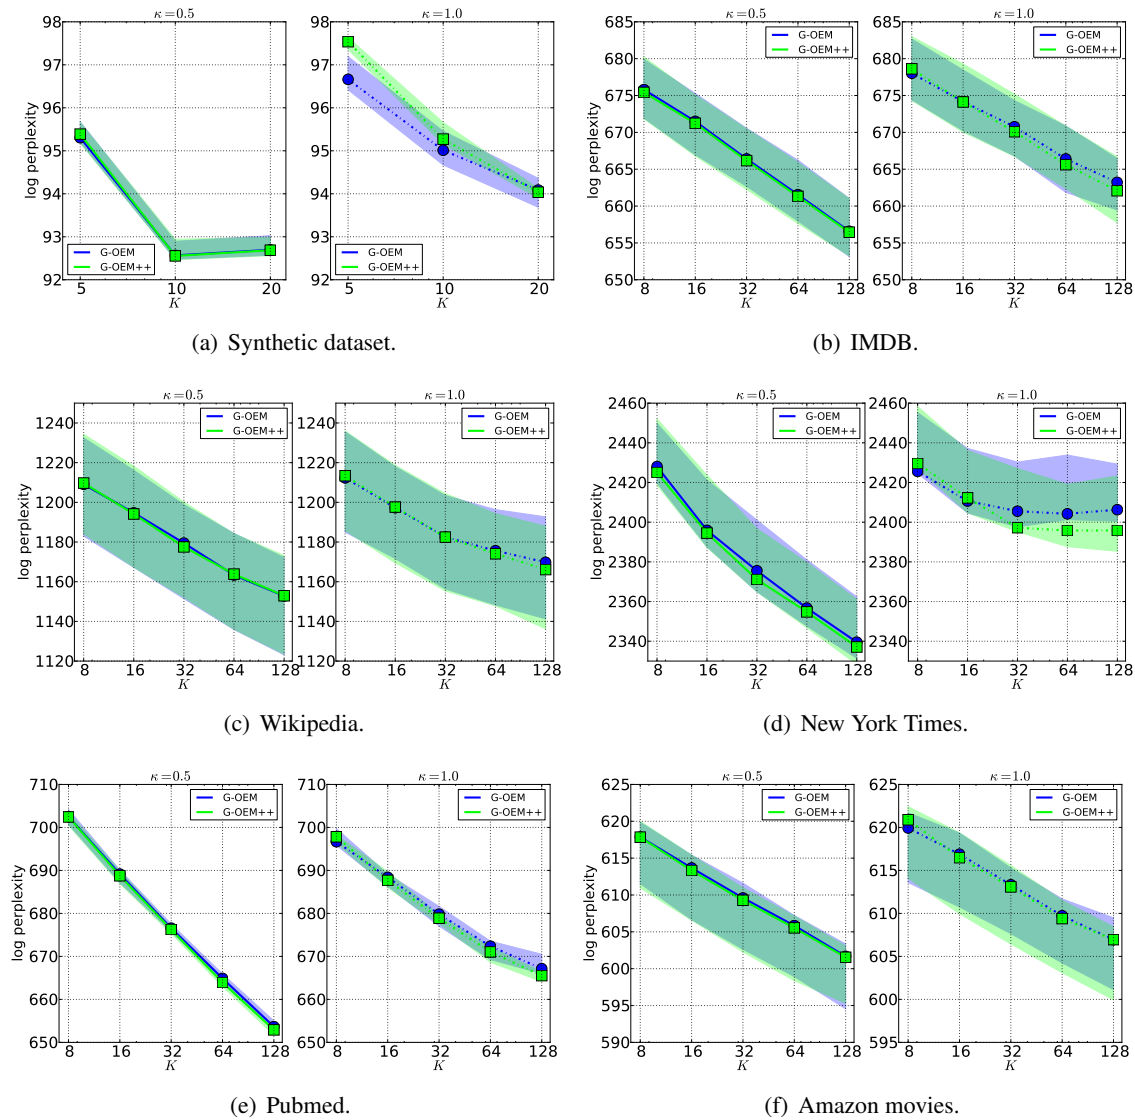 κ = 0.5
98
97
96
95
94
93
92
log perplexity
G-OEM
G-OEM++
5 10 20
K
κ = 1.0
98
97
96
95
94
93
92
G-OEM
G-OEM++
5 10 20
K
(a) Synthetic dataset.
κ = 0.5
685
680
675
670
665
660
655
650
log perplexity
G-OEM
G-OEM++
8 16 32 64 128
K
κ = 1.0
685
680
675
670
665
660
655
650
G-OEM
G-OEM++
8 16 32 64 128
K
(b) IMDB.
κ = 0.5
1240
1220
1200
1180
1160
1140
1120
log perplexity
G-OEM
G-OEM++
8 16 32 64 128
K
κ = 1.0
1240
1220
1200
1180
1160
1140
1120
G-OEM
G-OEM++
8 16 32 64 128
K
(c) Wikipedia.
κ = 0.5
2460
2440
2420
2400
2380
2360
2340
log perplexity
G-OEM
G-OEM++
8 16 32 64 128
K
κ = 1.0
2460
2440
2420
2400
2380
2360
2340
G-OEM
G-OEM++
8 16 32 64 128
K
(d) New York Times.
κ = 0.5
710
700
690
680
670
660
650
log perplexity
G-OEM
G-OEM++
8 16 32 64 128
K
κ = 1.0
710
700
690
680
670
660
650
G-OEM
G-OEM++
8 16 32 64 128
K
(e) Pubmed.
κ = 0.5
625
620
615
610
605
600
595
590
log perplexity
G-OEM
G-OEM++
8 16 32 64 128
K
κ = 1.0
625
620
615
610
605
600
595
G-OEM
G-OEM++
8 16 32 64 128
K
(f) Amazon movies.